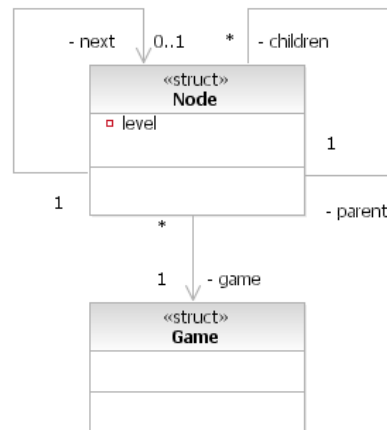 - next
0..1
*
- children
«struct»
Node
level
1
1
- parent
*
1
- game
«struct»
Game